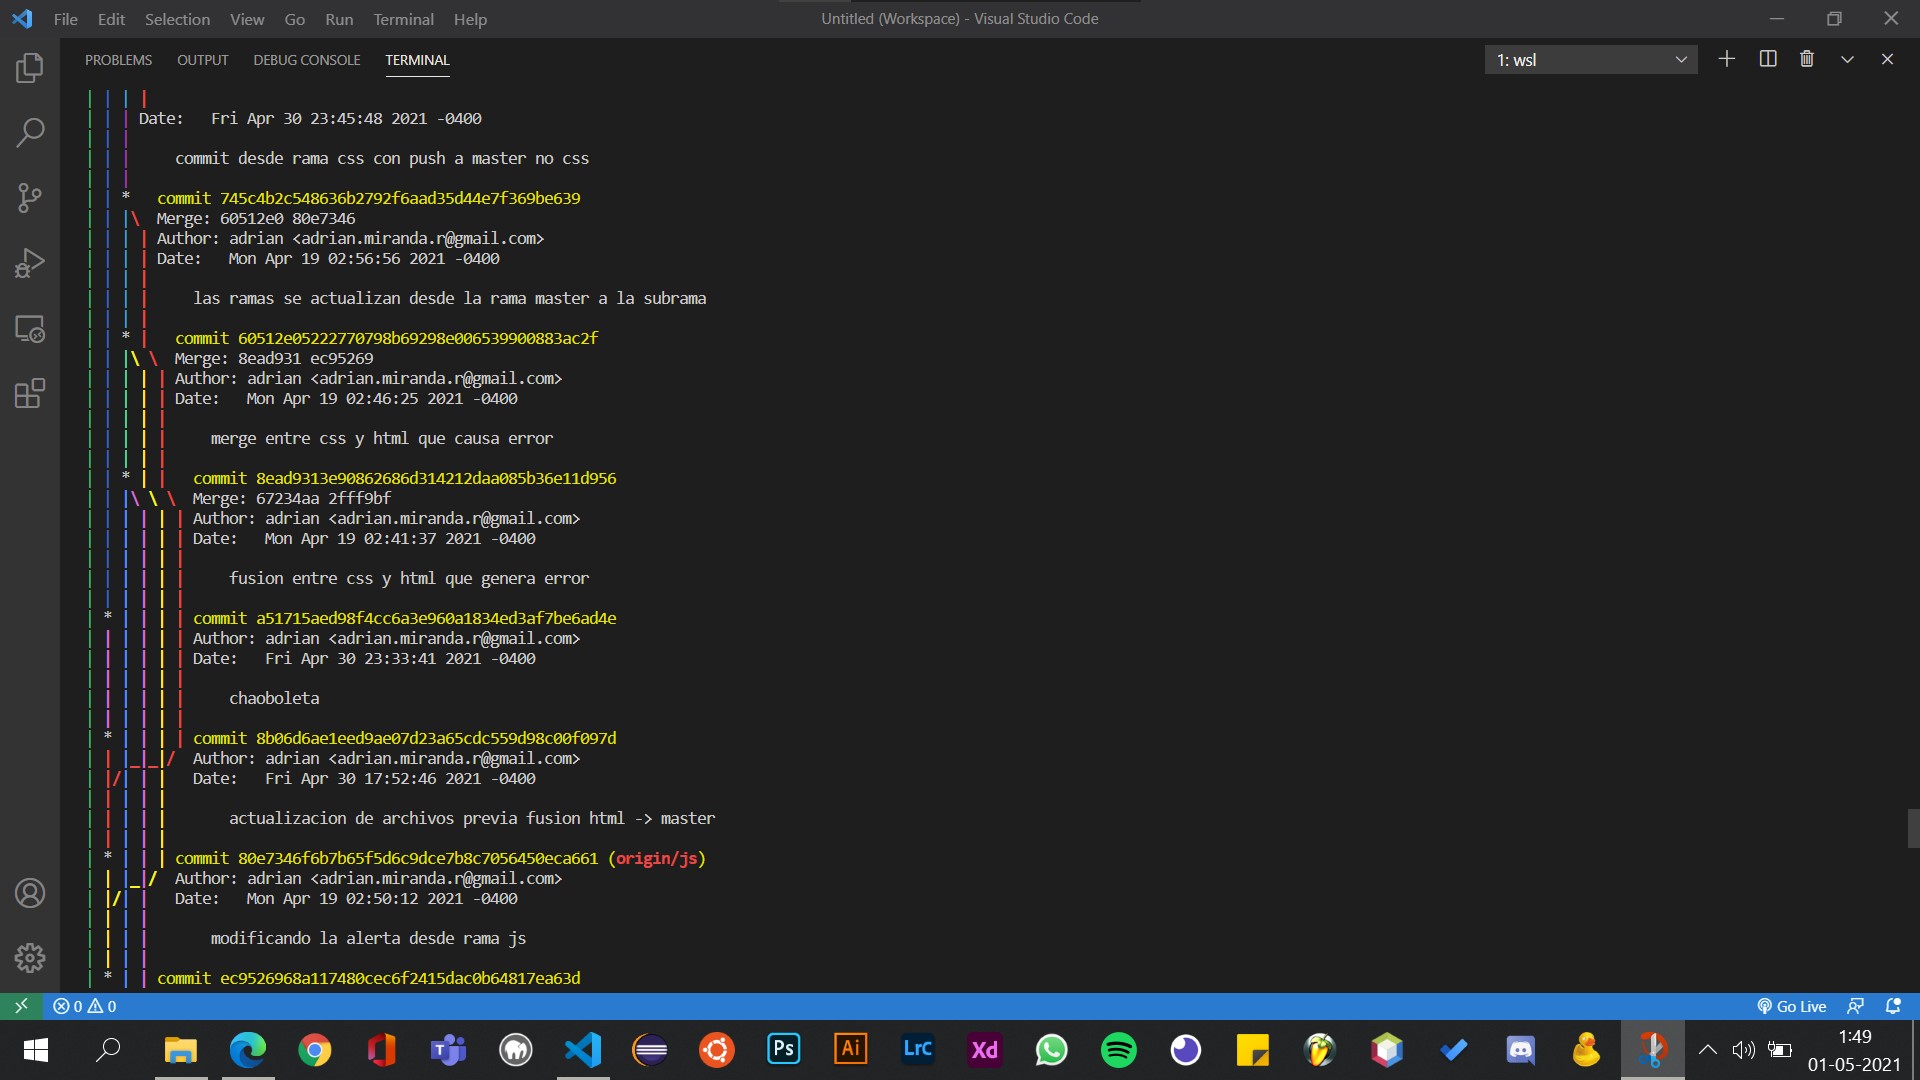 File Edit Selection View Go Run Terminal Help
Untitled (Workspace) - Visual Studio Code
PROBLEMS OUTPUT DEBUG CONSOLE TERMINAL
1: wsl
Date:   Fri Apr 30 23:45:48 2021 -0400
commit desde rama css con push a master no css
* commit 745c4b2c548636b2792f6aad35d44e7f369be639
Merge: 60512e0 80e7346
Author: adrian <adrian.miranda.r@gmail.com>
Date:   Mon Apr 19 02:56:56 2021 -0400
las ramas se actualizan desde la rama master a la subrama
* commit 60512e05222770798b69298e006539900883ac2f
Merge: 8ead931 ec95269
Author: adrian <adrian.miranda.r@gmail.com>
Date:   Mon Apr 19 02:46:25 2021 -0400
merge entre css y html que causa error
* commit 8ead9313e90862686d314212daa085b36e11d956
Merge: 67234aa 2fff9bf
Author: adrian <adrian.miranda.r@gmail.com>
Date:   Mon Apr 19 02:41:37 2021 -0400
fusion entre css y html que genera error
* commit a51715aed98f4cc6a3e960a1834ed3af7be6ad4e
Author: adrian <adrian.miranda.r@gmail.com>
Date:   Fri Apr 30 23:33:41 2021 -0400
chaoboleta
* commit 8b06d6ae1eed9ae07d23a65cdc559d98c00f097d
Author: adrian <adrian.miranda.r@gmail.com>
Date:   Fri Apr 30 17:52:46 2021 -0400
actualizacion de archivos previa fusion html -> master
* commit 80e7346f6b7b65f5d6c9dce7b8c7056450eca661 (origin/js)
Author: adrian <adrian.miranda.r@gmail.com>
Date:   Mon Apr 19 02:50:12 2021 -0400
modificando la alerta desde rama js
* commit ec9526968a117480cec6f2415dac0b64817ea63d
0 0
Go Live
Ps Ai LrC Xd
1:49
01-05-2021